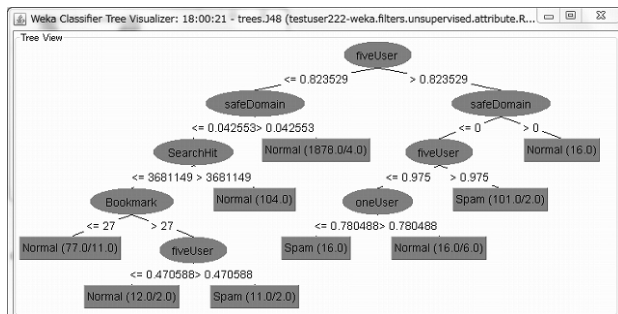 Weka Classifier Tree Visualizer: 18:00:21 - trees.J48 (testuser222-weka.filters.unsupervised.attribute.R...
Tree View
fiveUser
<= 0.823529 > 0.823529
safeDomain safeDomain
<= 0.042553 > 0.042553 <= 0 > 0
SearchHit Normal (1878.0/4.0) fiveUser Normal (16.0)
<= 3681149 > 3681149 <= 0.975 > 0.975
Bookmark Normal (104.0) oneUser Spam (101.0/2.0)
<= 27 > 27 <= 0.780488 > 0.780488
Normal (77.0/11.0) fiveUser Spam (16.0) Normal (16.0/6.0)
<= 0.470588 > 0.470588
Normal (12.0/2.0) Spam (11.0/2.0)